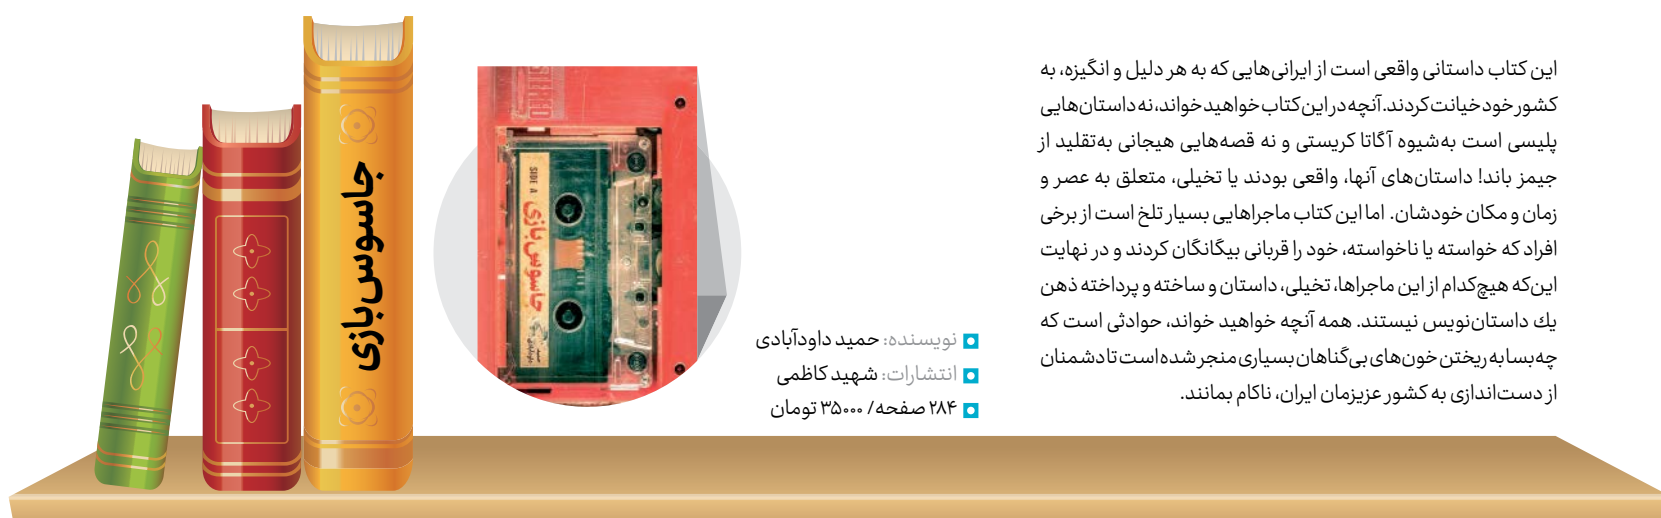 این کتاب داستانی واقعی است از ایرانی‌هایی که به هر دلیل و انگیزه، به
کشور خود خیانت کردند. آنچه در این کتاب خواهید خواند، نه داستان‌هایی
پلیسی است به‌شیوه آگاتا کریستی و نه قصه‌هایی هیجانی به‌تقلید از
جیمز باند! داستان‌های آنها، واقعی بودند یا تخیلی، متعلق به عصر و
زمان و مکان خودشان. اما این کتاب ماجراهایی بسیار تلخ است از برخی
افراد که خواسته یا ناخواسته، خود را قربانی بیگانگان کردند و در نهایت
این‌که هیچ‌کدام از این ماجراها، تخیلی، داستان و ساخته و پرداخته ذهن
یك داستان‌نویس نیستند. همه آنچه خواهید خواند، حوادثی است که
چه‌بسا به ریختن خون‌های بی‌گناهان بسیاری منجر شده است تا دشمنان
از دست‌اندازی به کشور عزیزمان ایران، ناکام بمانند.
نویسنده: حمید داودآبادی
انتشارات: شهید کاظمی
۲۸۴ صفحه/ ۳۵۰۰۰ تومان
STEREO
SIDE A
جاسوس‌بازی
جاسوس‌بازی